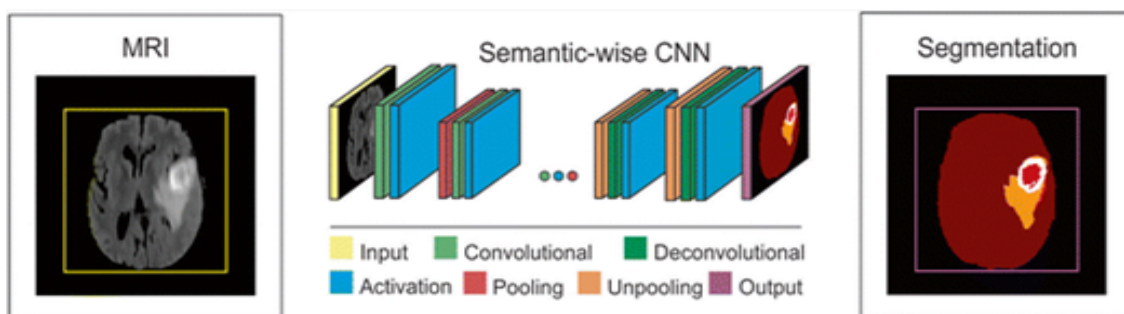 MRI
Semantic-wise CNN
Segmentation
Input
Convolutional
Deconvolutional
Activation
Pooling
Unpooling
Output